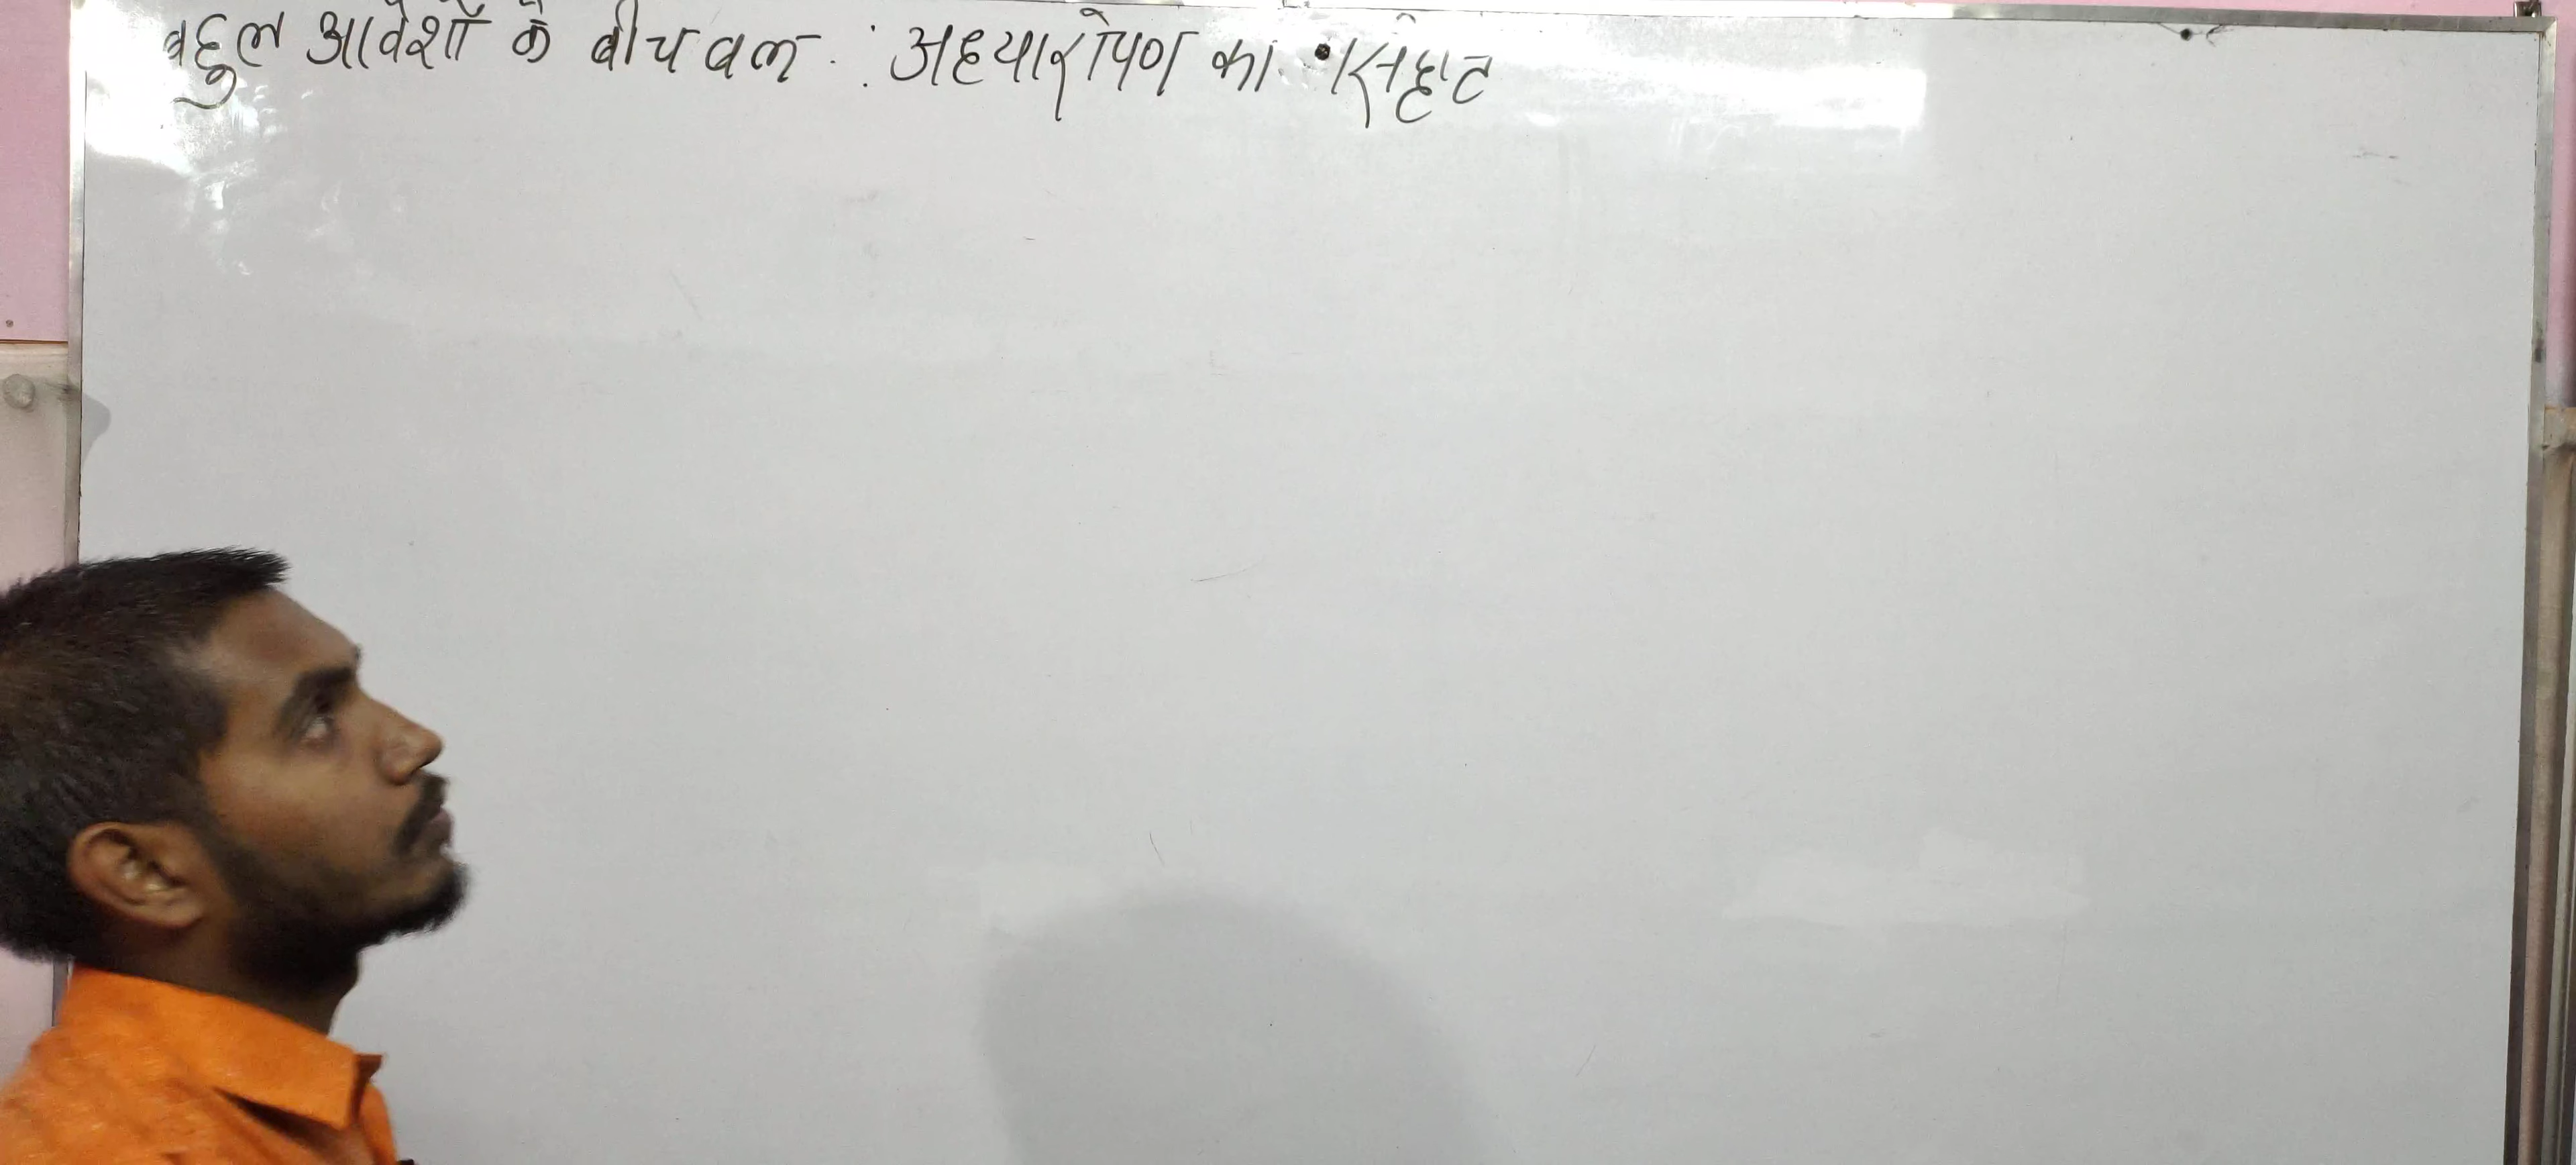 बहुल आवेशों के बीच बल : अध्यारोपण का सिद्धांत